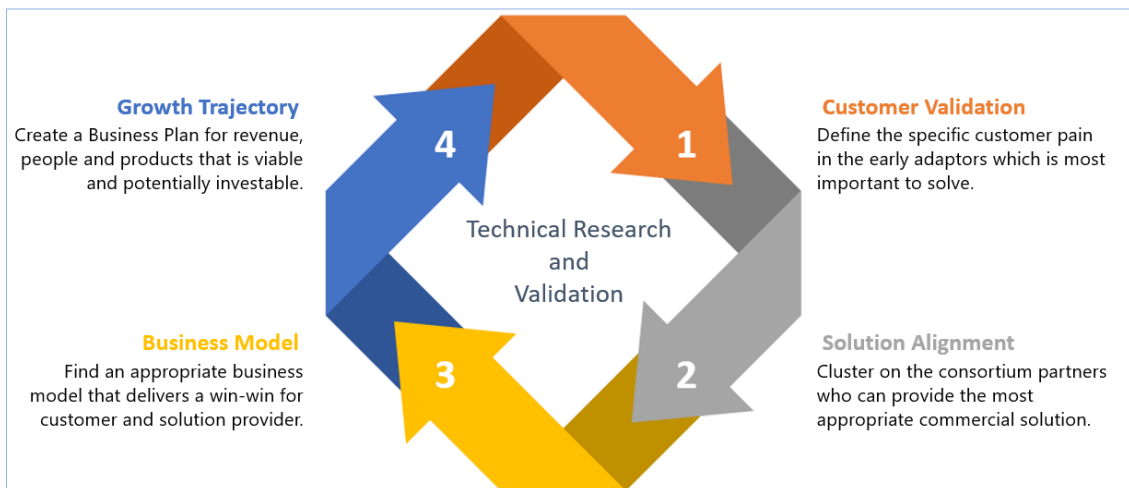 Growth Trajectory
Create a Business Plan for revenue,
people and products that is viable
and potentially investable.
4
1
Customer Validation
Define the specific customer pain
in the early adaptors which is most
important to solve.
Technical Research
and
Validation
Business Model
Find an appropriate business
model that delivers a win-win for
customer and solution provider.
3
2
Solution Alignment
Cluster on the consortium partners
who can provide the most
appropriate commercial solution.